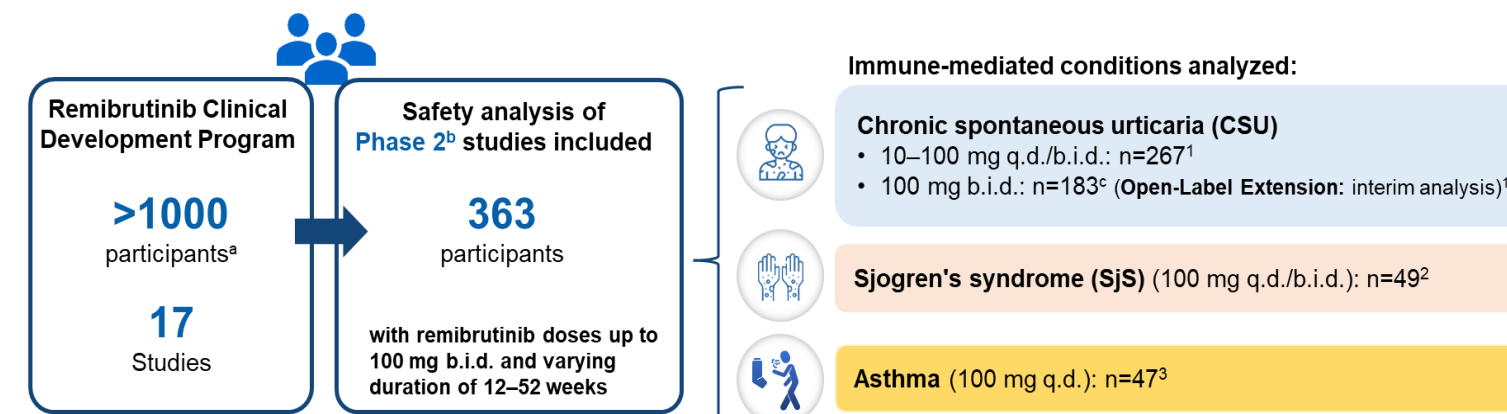 Remibrutinib Clinical
Development Program
>1000
participantsᵃ
17
Studies
Safety analysis of
Phase 2ᵇ studies included
363
participants
with remibrutinib doses up to
100 mg b.i.d. and varying
duration of 12–52 weeks
Immune-mediated conditions analyzed:
Chronic spontaneous urticaria (CSU)
• 10–100 mg q.d./b.i.d.: n=267¹
• 100 mg b.i.d.: n=183ᶜ (Open-Label Extension: interim analysis)¹
Sjogren's syndrome (SjS) (100 mg q.d./b.i.d.): n=49²
Asthma (100 mg q.d.): n=47³